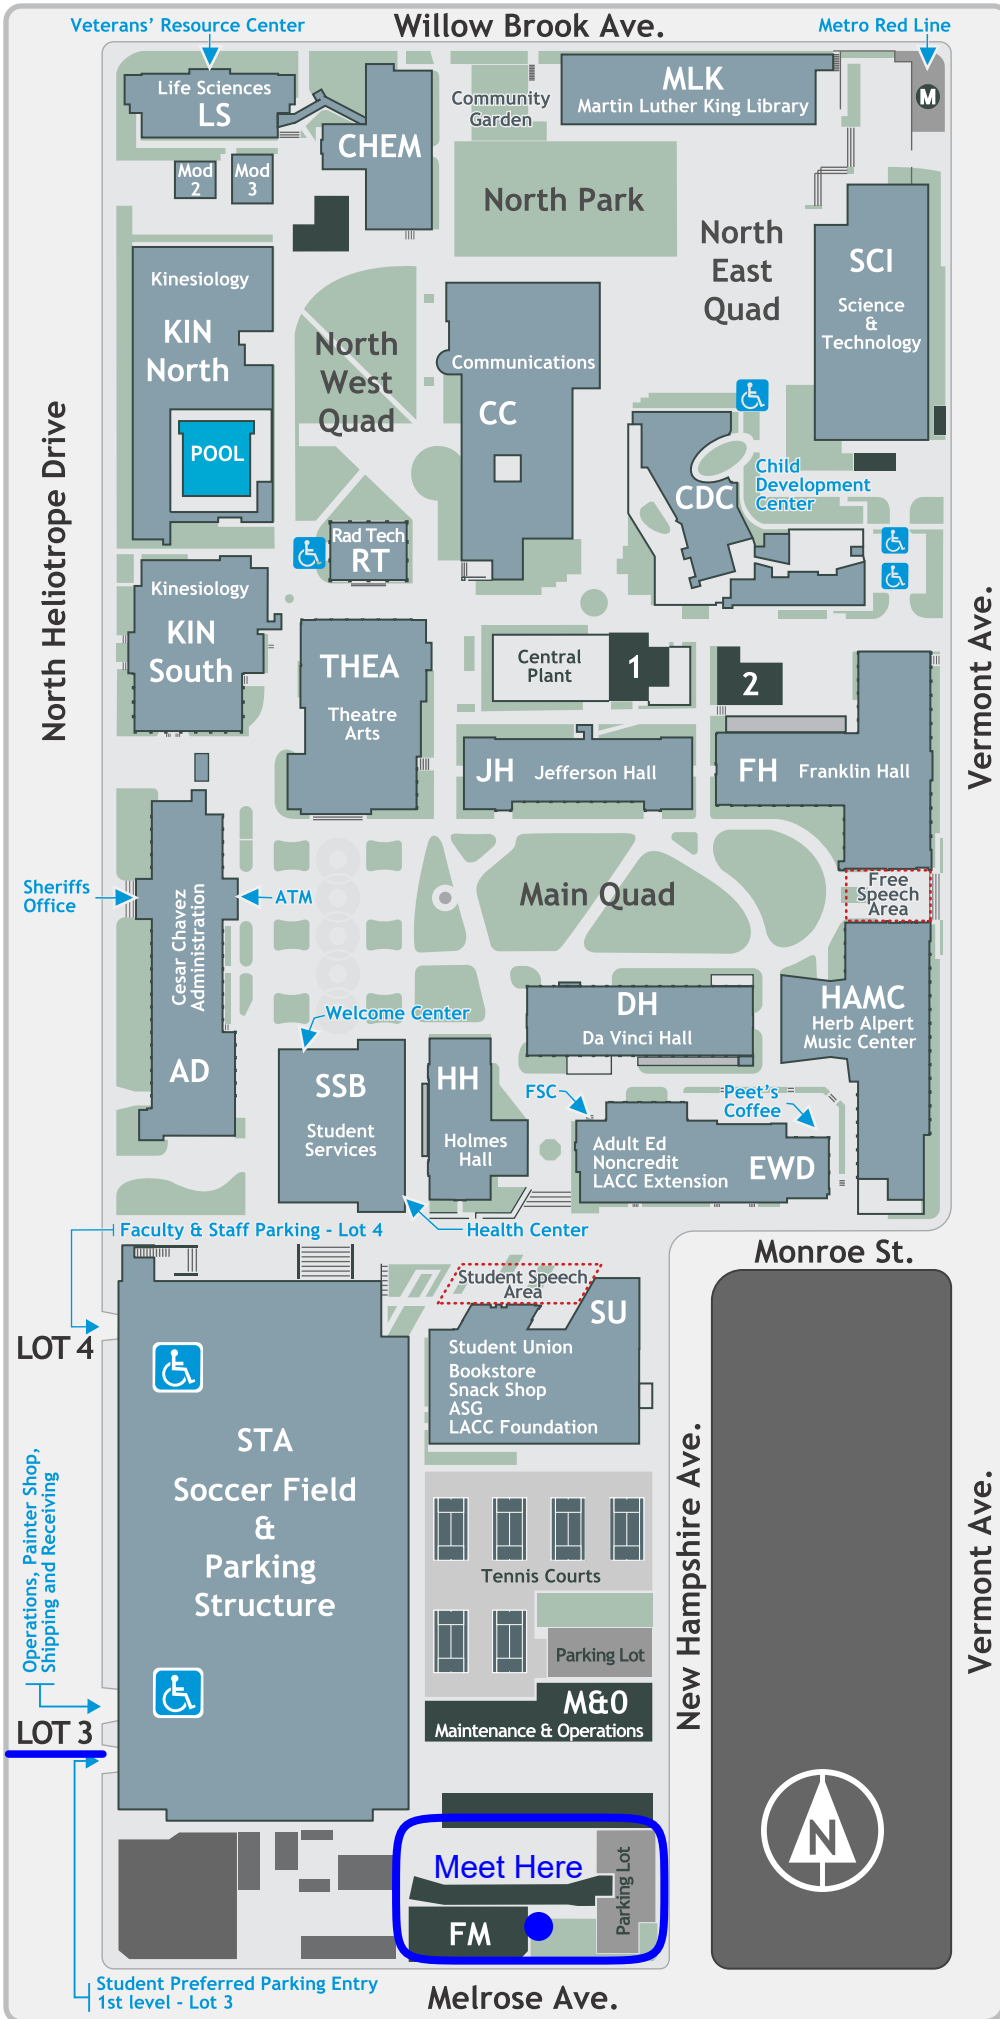 Willow Brook Ave.
Veterans' Resource Center
Metro Red Line
Life Sciences
LS
CHEM
Community
Garden
MLK
Martin Luther King Library
M
Mod
2
Mod
3
North Park
North
East
Quad
SCI
Science
&
Technology
Kinesiology
KIN
North
POOL
North
West
Quad
Communications
CC
CDC
Child
Development
Center
Rad Tech
RT
North Heliotrope Drive
Kinesiology
KIN
South
THEA
Theatre
Arts
Central
Plant
1
2
Vermont Ave.
JH Jefferson Hall
FH Franklin Hall
Sheriffs
Office
ATM
Cesar Chavez
Administration
AD
Main Quad
Free
Speech
Area
Welcome Center
DH
Da Vinci Hall
HAMC
Herb Alpert
Music Center
SSB
Student
Services
HH
Holmes
Hall
FSC
Peet's
Coffee
Adult Ed
Noncredit
LACC Extension
EWD
Faculty & Staff Parking - Lot 4
Health Center
Monroe St.
LOT 4
Student Speech
Area
SU
Student Union
Bookstore
Snack Shop
ASG
LACC Foundation
STA
Soccer Field
&
Parking
Structure
Operations, Painter Shop,
Shipping and Receiving
Tennis Courts
New Hampshire Ave.
Vermont Ave.
Parking Lot
M&O
Maintenance & Operations
LOT 3
N
Meet Here
Parking Lot
FM
Student Preferred Parking Entry
1st level - Lot 3
Melrose Ave.